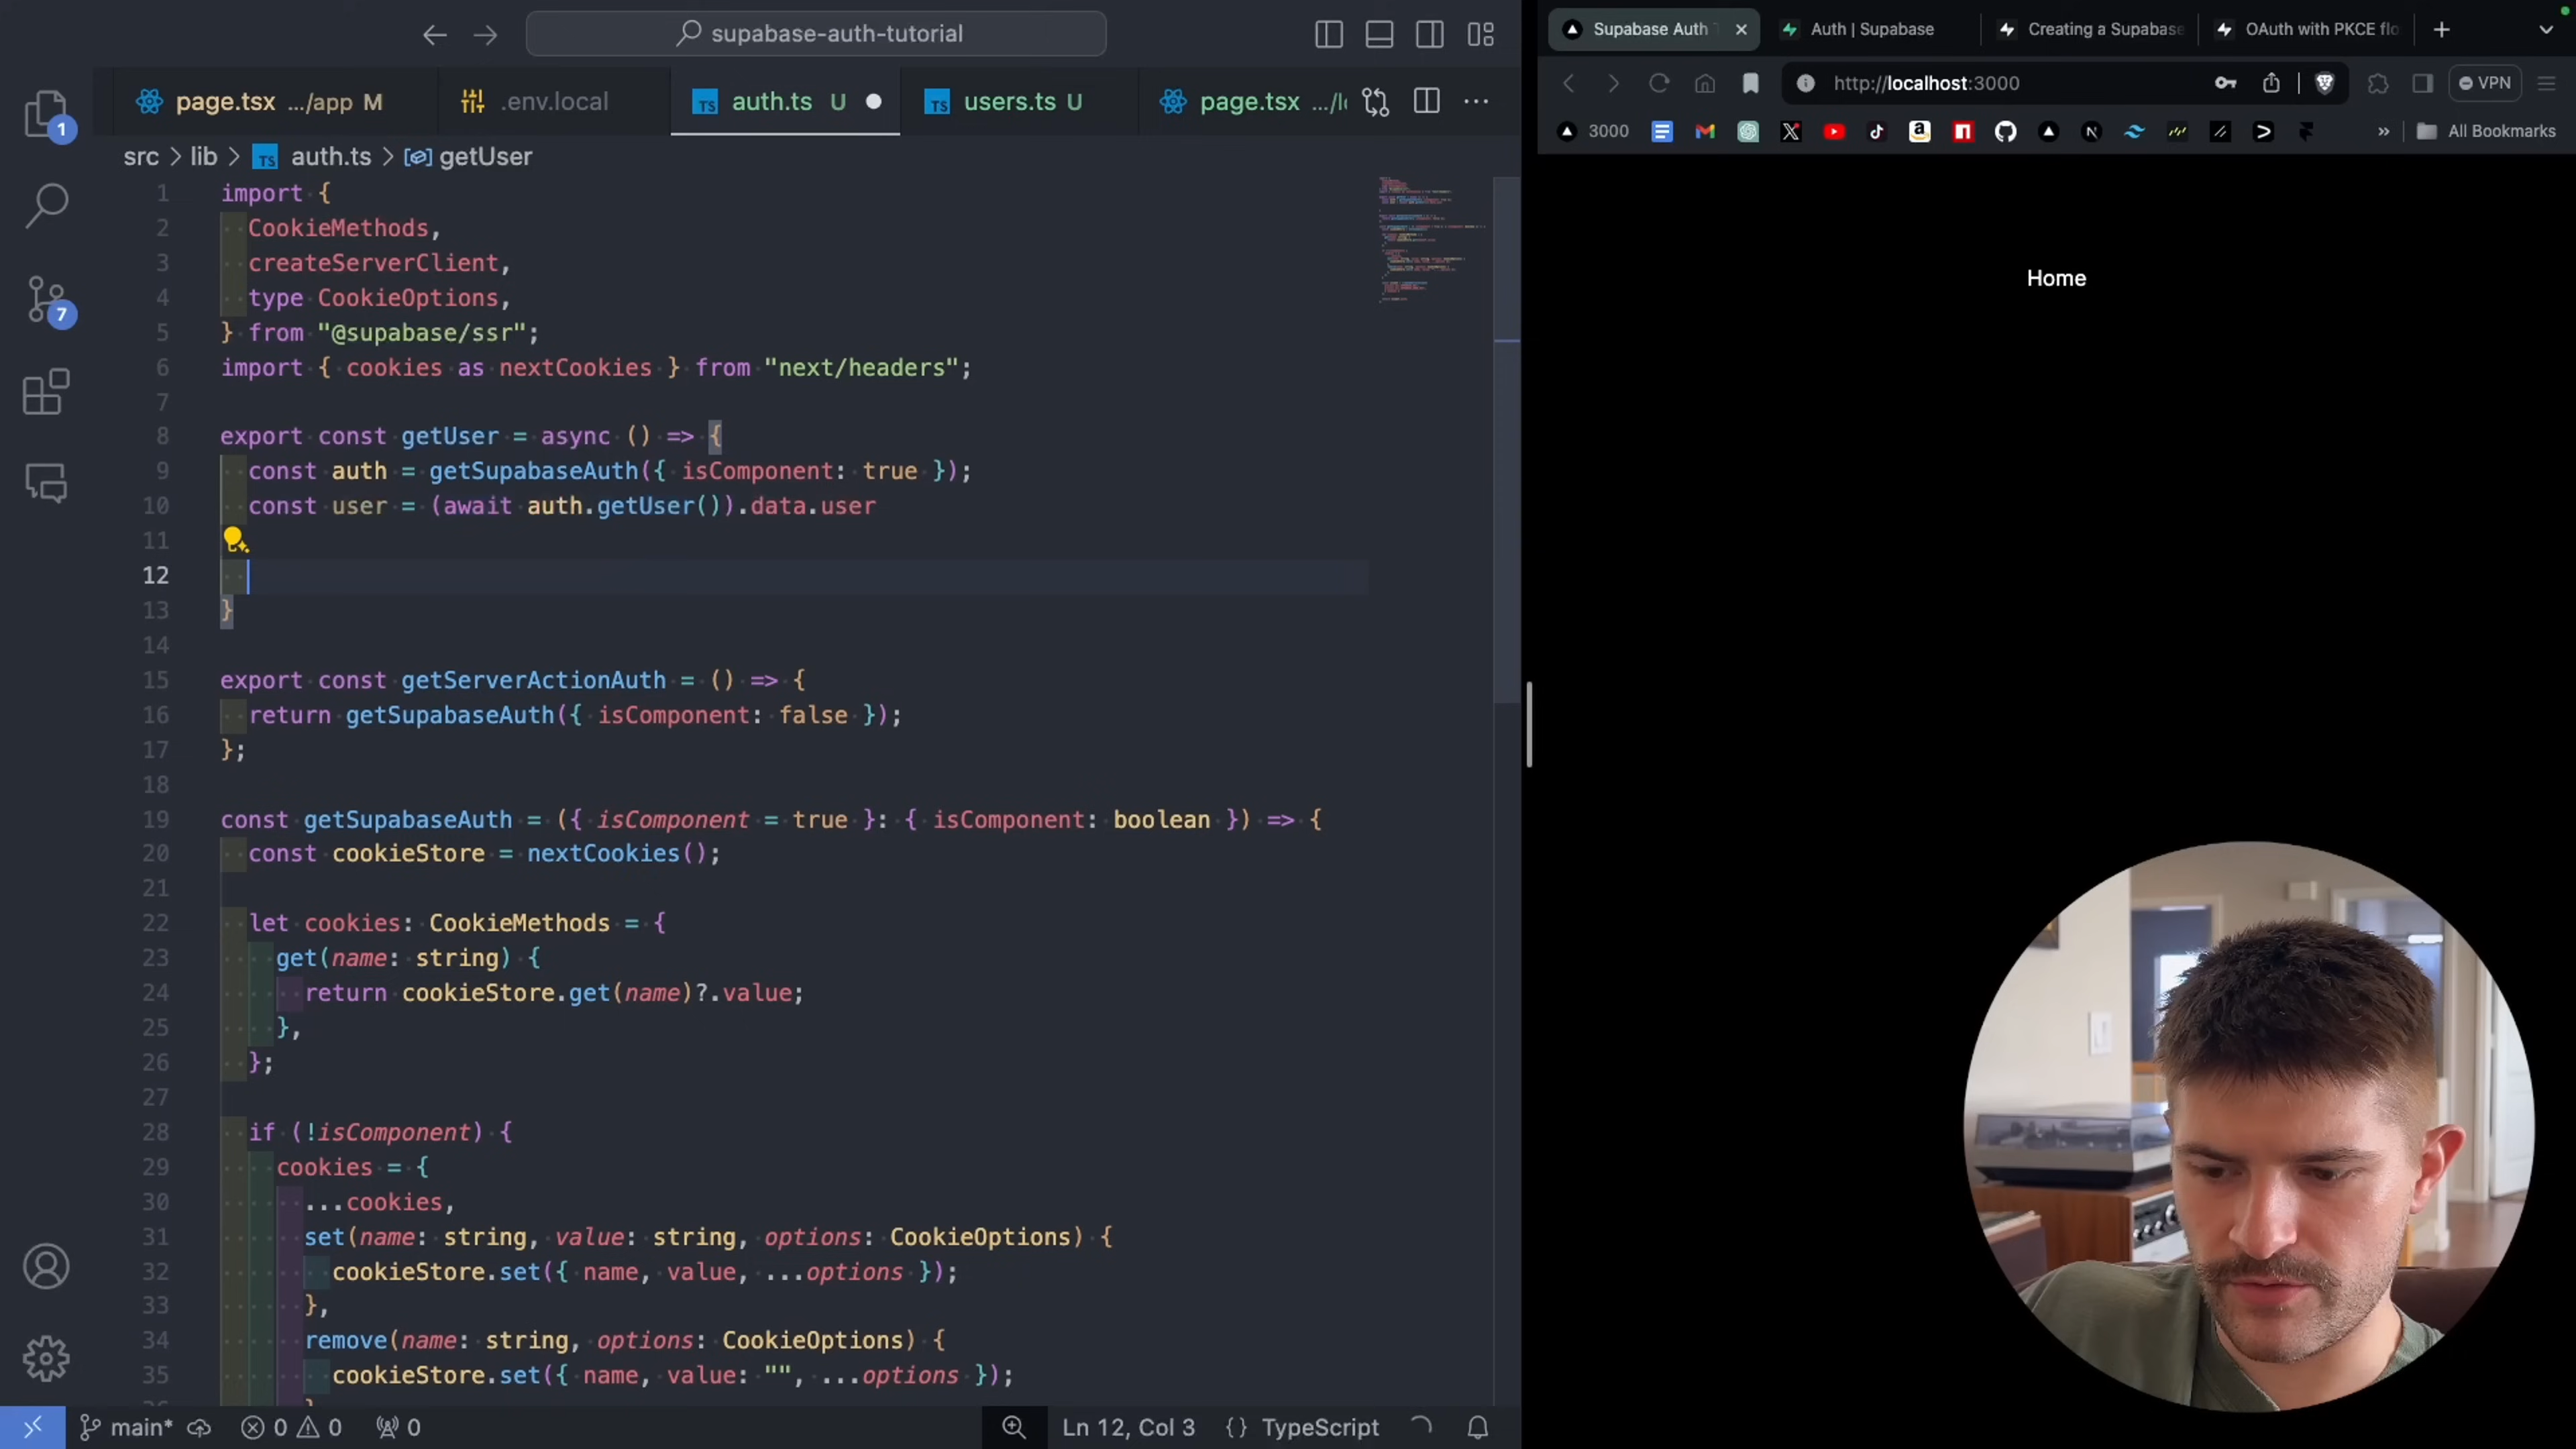 supabase-auth-tutorial
page.tsx .../app M
.env.local
TS auth.ts U
TS users.ts U
page.tsx .../l
1
7
src > lib > TS auth.ts > getUser
1 import {
2 CookieMethods,
3 createServerClient,
4 type CookieOptions,
5 } from "@supabase/ssr";
6 import { cookies as nextCookies } from "next/headers";
7
8 export const getUser = async () => {
9 const auth = getSupabaseAuth({ isComponent: true });
10 const user = (await auth.getUser()).data.user
11
12
13 }
14
15 export const getServerActionAuth = () => {
16 return getSupabaseAuth({ isComponent: false });
17 };
18
19 const getSupabaseAuth = ({ isComponent = true }: { isComponent: boolean }) => {
20 const cookieStore = nextCookies();
21
22 let cookies: CookieMethods = {
23 get(name: string) {
24 return cookieStore.get(name)?.value;
25 },
26 };
27
28 if (!isComponent) {
29 cookies = {
30 ...cookies,
31 set(name: string, value: string, options: CookieOptions) {
32 cookieStore.set({ name, value, ...options });
33 },
34 remove(name: string, options: CookieOptions) {
35 cookieStore.set({ name, value: "", ...options });
main* 0 0 0
Ln 12, Col 3 {} TypeScript
Supabase Auth
Auth | Supabase
Creating a Supabase
OAuth with PKCE flo
http://localhost:3000
VPN
3000
All Bookmarks
Home